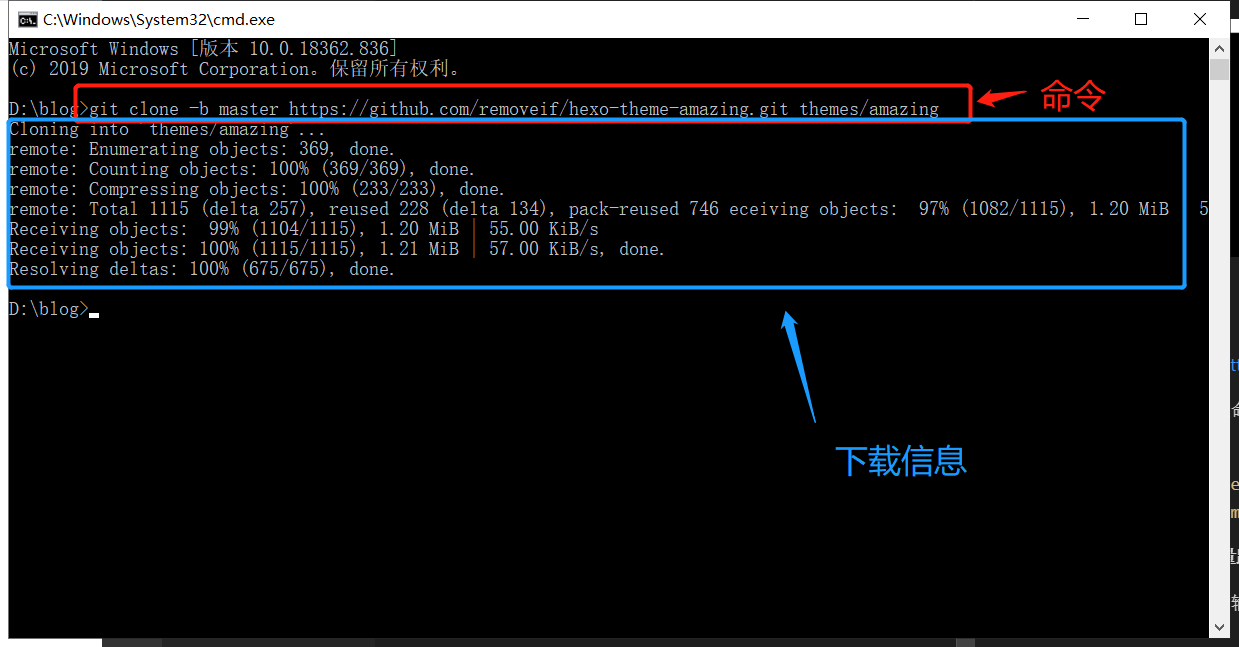 C:\Windows\System32\cmd.exe
Microsoft Windows [版本 10.0.18362.836]
(c) 2019 Microsoft Corporation。保留所有权利。
D:\blog>git clone -b master https://github.com/removeif/hexo-theme-amazing.git themes/amazing
命令
Cloning into 'themes/amazing'...
remote: Enumerating objects: 369, done.
remote: Counting objects: 100% (369/369), done.
remote: Compressing objects: 100% (233/233), done.
remote: Total 1115 (delta 257), reused 228 (delta 134), pack-reused 746 eceiving objects:  97% (1082/1115), 1.20 MiB   5
Receiving objects:  99% (1104/1115), 1.20 MiB | 55.00 KiB/s
Receiving objects: 100% (1115/1115), 1.21 MiB | 57.00 KiB/s, done.
Resolving deltas: 100% (675/675), done.
D:\blog>
下载信息